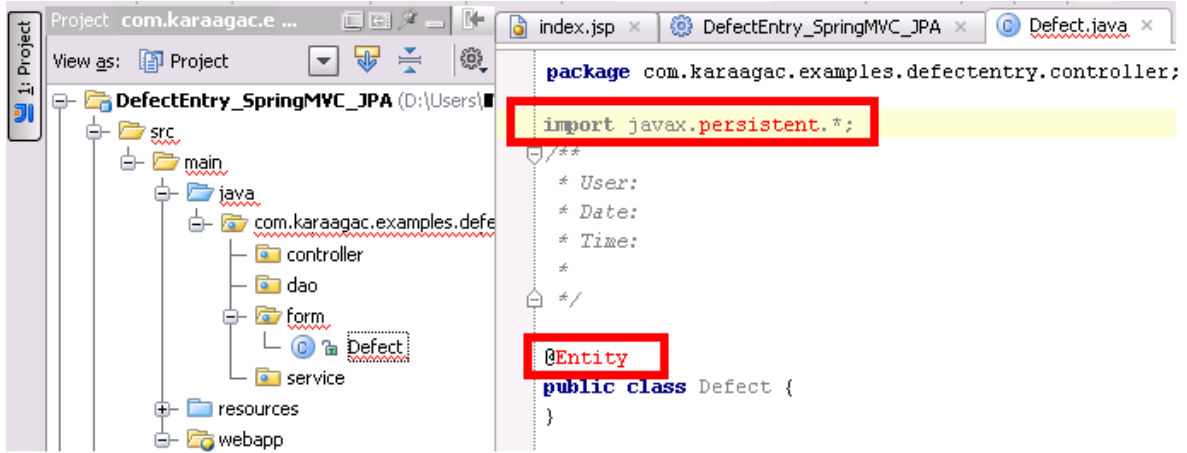 1: Project
Project com.karaagac.e ...
View as: Project
DefectEntry_SpringMVC_JPA (D:\Users\
src
main
java
com.karaagac.examples.defe
controller
dao
form
Defect
service
resources
webapp
index.jsp
DefectEntry_SpringMVC_JPA
Defect.java
package com.karaagac.examples.defectentry.controller;
import javax.persistent.*;
/**
* User:
* Date:
* Time:
*
*/
@Entity
public class Defect {
}